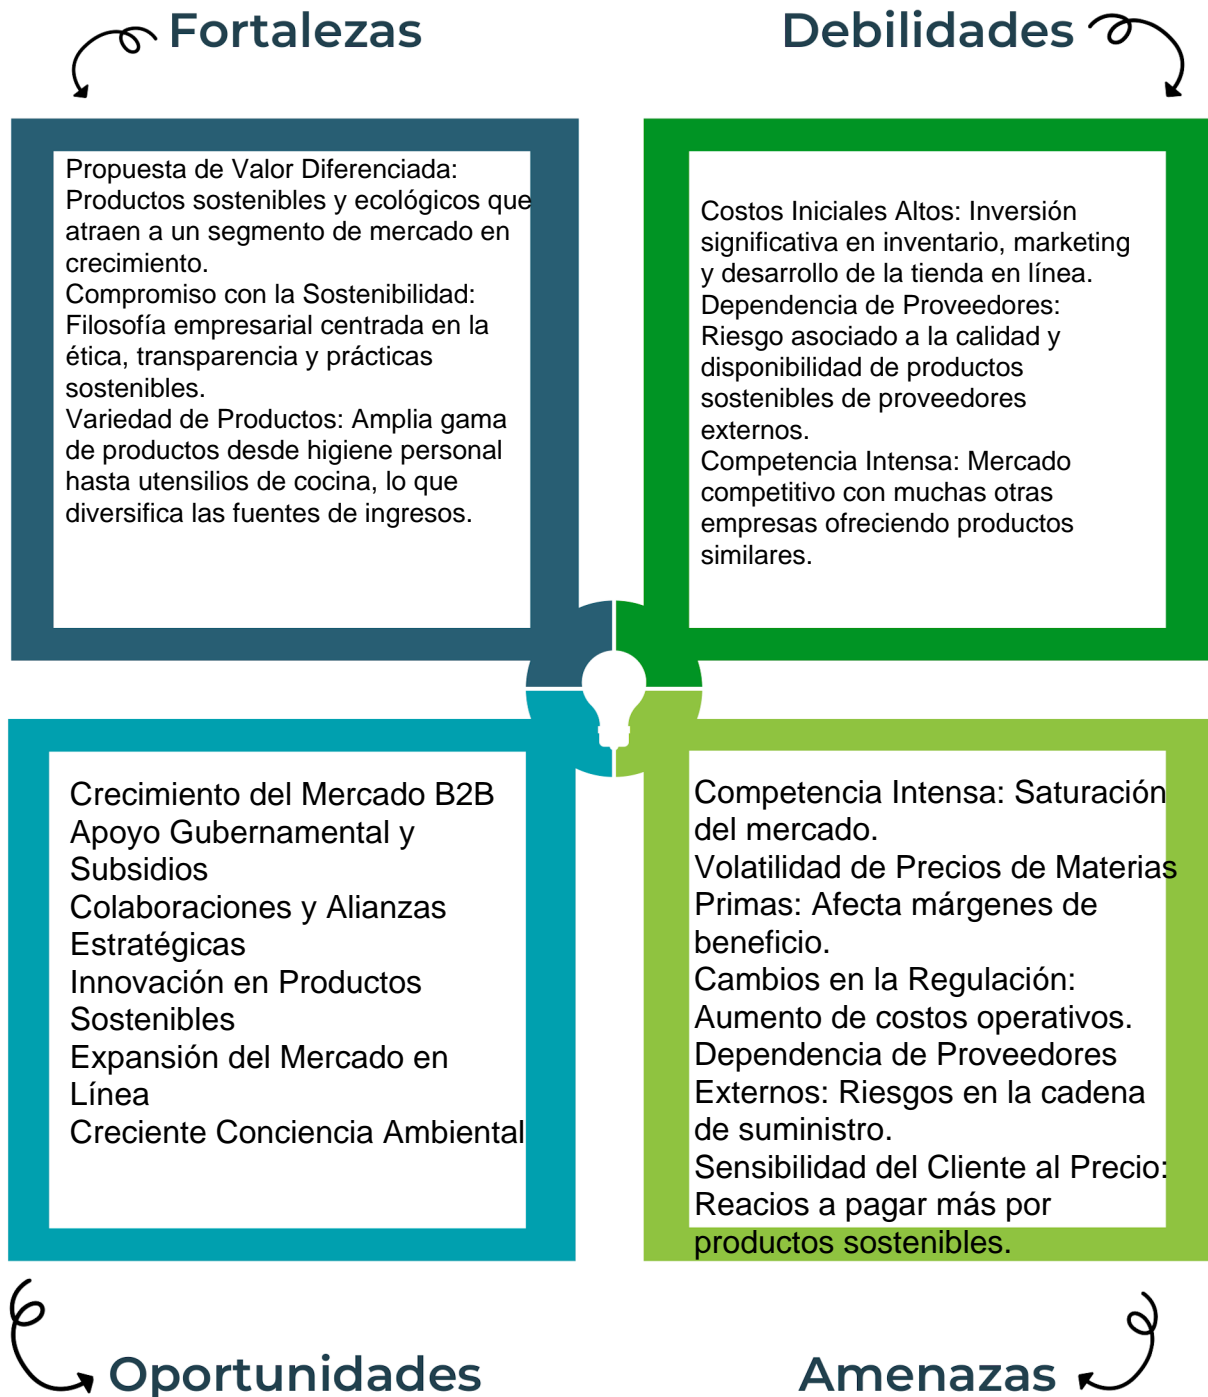 Fortalezas
Propuesta de Valor Diferenciada:
Productos sostenibles y ecológicos que
atraen a un segmento de mercado en
crecimiento.
Compromiso con la Sostenibilidad:
Filosofía empresarial centrada en la
ética, transparencia y prácticas
sostenibles.
Variedad de Productos: Amplia gama
de productos desde higiene personal
hasta utensilios de cocina, lo que
diversifica las fuentes de ingresos.
Debilidades
Costos Iniciales Altos: Inversión
significativa en inventario, marketing
y desarrollo de la tienda en línea.
Dependencia de Proveedores:
Riesgo asociado a la calidad y
disponibilidad de productos
sostenibles de proveedores
externos.
Competencia Intensa: Mercado
competitivo con muchas otras
empresas ofreciendo productos
similares.
Crecimiento del Mercado B2B
Apoyo Gubernamental y
Subsidios
Colaboraciones y Alianzas
Estratégicas
Innovación en Productos
Sostenibles
Expansión del Mercado en
Línea
Creciente Conciencia Ambiental
Oportunidades
Competencia Intensa: Saturación
del mercado.
Volatilidad de Precios de Materias
Primas: Afecta márgenes de
beneficio.
Cambios en la Regulación:
Aumento de costos operativos.
Dependencia de Proveedores
Externos: Riesgos en la cadena
de suministro.
Sensibilidad del Cliente al Precio:
Reacios a pagar más por
productos sostenibles.
Amenazas